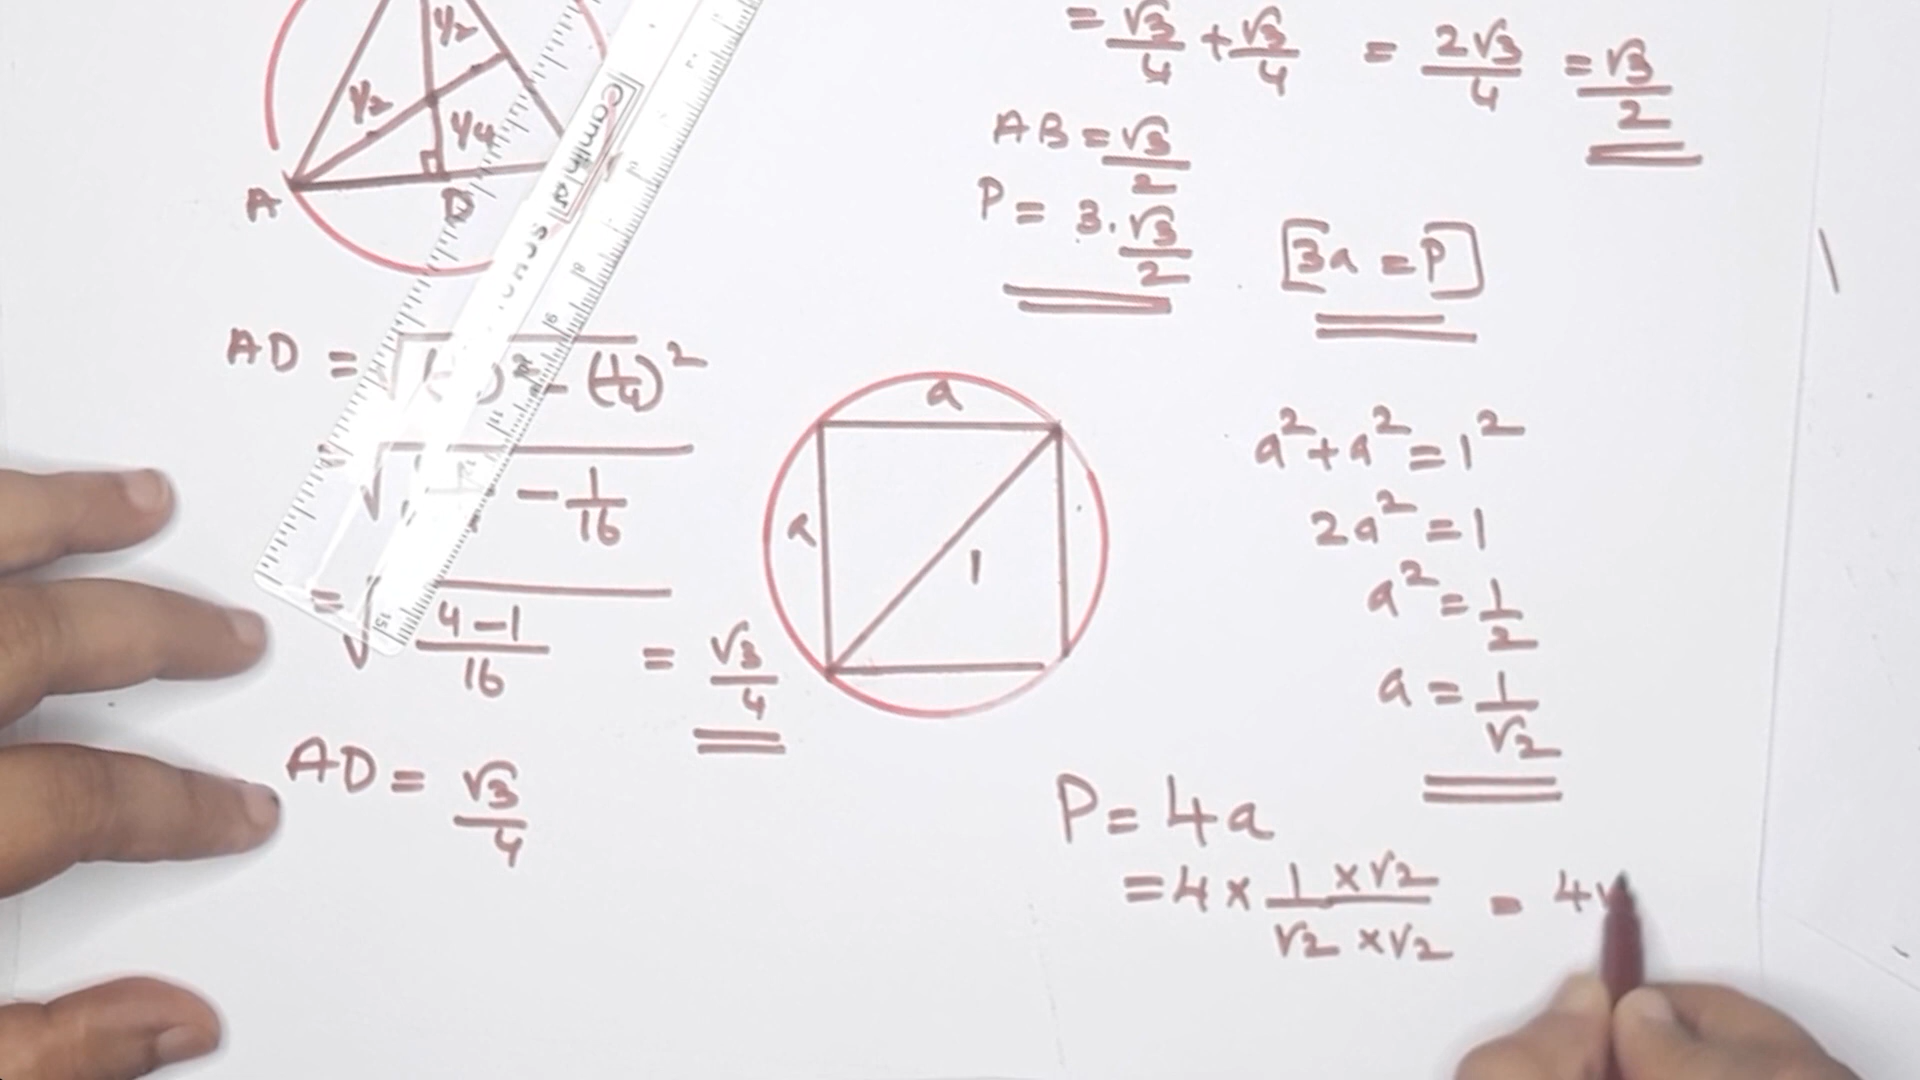 1/2
1/2
1/4
A
D
= √3/4 + √3/4 = 2√3/4 = √3/2
AB = √3/2
P = 3.√3/2
[3a = P]
Camlin
AD = √( )² - (1/4)²
√ - 1/16
= √ 4-1/16 = √3/4
AD = √3/4
a
a
1
a² + a² = 1²
2a² = 1
a² = 1/2
a = 1/√2
P = 4a
= 4 × 1 × √2/√2 × √2 = 4√